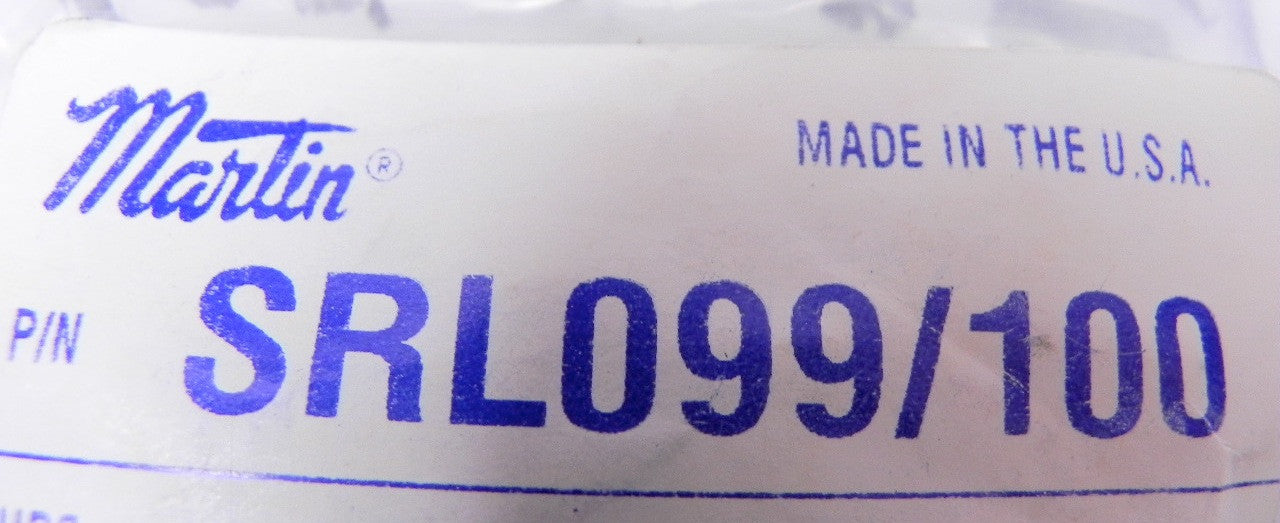 Martin®
MADE IN THE U.S.A.
P/N SRL099/100